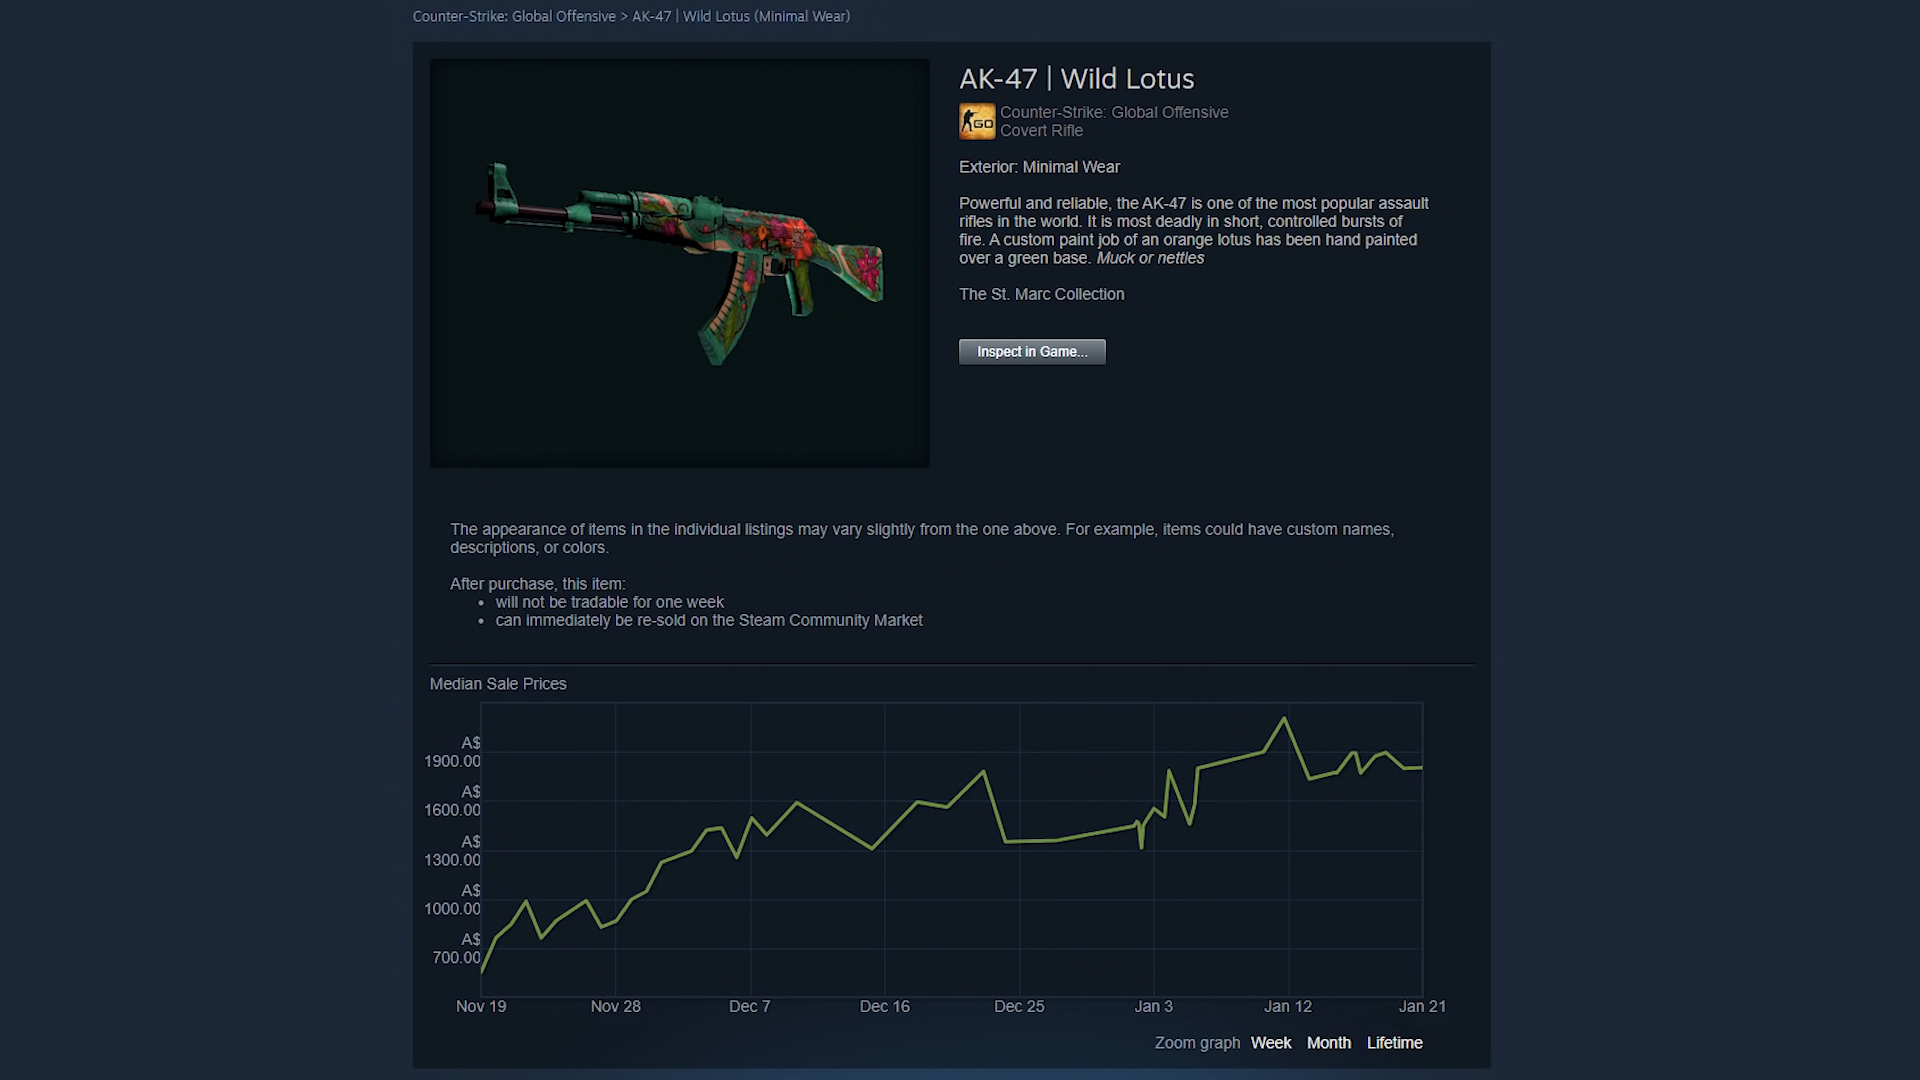 Counter-Strike: Global Offensive > AK-47 | Wild Lotus (Minimal Wear)
AK-47 | Wild Lotus
GO
Counter-Strike: Global Offensive
Covert Rifle
Exterior: Minimal Wear
Powerful and reliable, the AK-47 is one of the most popular assault
rifles in the world. It is most deadly in short, controlled bursts of
fire. A custom paint job of an orange lotus has been hand painted
over a green base. Muck or nettles
The St. Marc Collection
Inspect in Game...
The appearance of items in the individual listings may vary slightly from the one above. For example, items could have custom names,
descriptions, or colors.
After purchase, this item:
• will not be tradable for one week
• can immediately be re-sold on the Steam Community Market
Median Sale Prices
A$
1900.00
A$
1600.00
A$
1300.00
A$
1000.00
A$
700.00
Nov 19 Nov 28 Dec 7 Dec 16 Dec 25 Jan 3 Jan 12 Jan 21
Zoom graph Week Month Lifetime